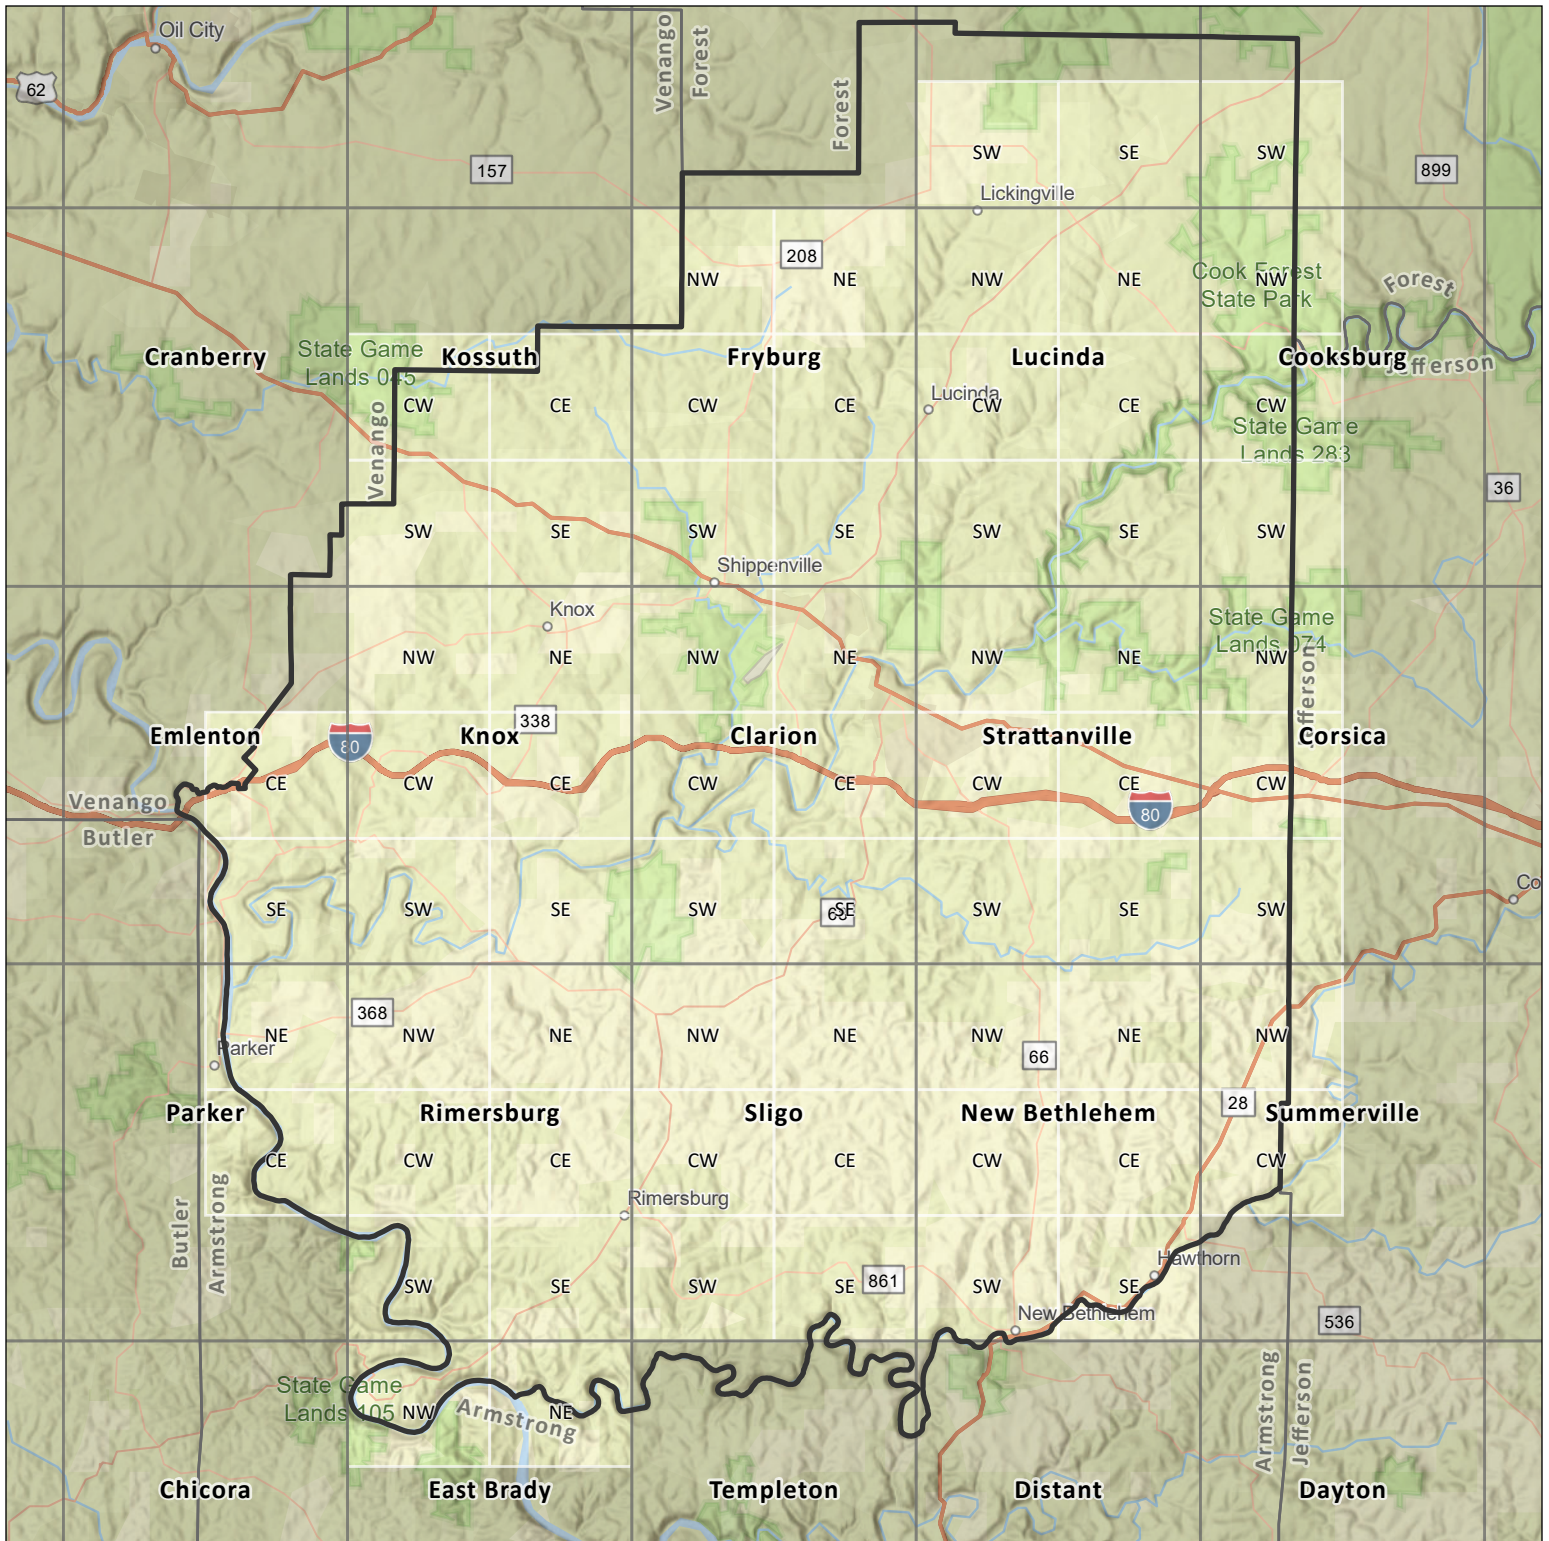 Oil City
62
Venango
Forest
Forest
157
899
SW
SE
SW
Lickingville
208
NW
NE
NW
NE
NW
Cook Forest
State Park
Forest
Jefferson
State Game
Lands 045
Cranberry
Kossuth
Fryburg
Lucinda
Cooksburg
Venango
CW
CE
CW
CE
Lucinda
CW
CE
CW
State Game
Lands 283
36
SW
SE
SW
SE
SW
SE
SW
Shippenville
Knox
State Game
Lands 074
NW
NE
NW
NE
NW
NE
NW
Jefferson
338
Emlenton
80
Knox
Clarion
Strattanville
Corsica
CE
CW
CE
CW
CE
CW
CE
CW
Venango
Butler
80
SE
SW
SE
SW
SE
SW
SE
SW
Co
368
NE
NW
NE
NW
NE
NW
NE
NW
66
Parker
28
Parker
Rimersburg
Sligo
New Bethlehem
Summerville
CE
CW
CE
CW
CE
CW
CE
CW
Butler
Armstrong
Rimersburg
Hawthorn
SW
SE
SW
SE
861
SW
SE
New Bethlehem
536
State Game
Lands 105
NW
NE
Armstrong
Armstrong
Jefferson
Chicora
East Brady
Templeton
Distant
Dayton